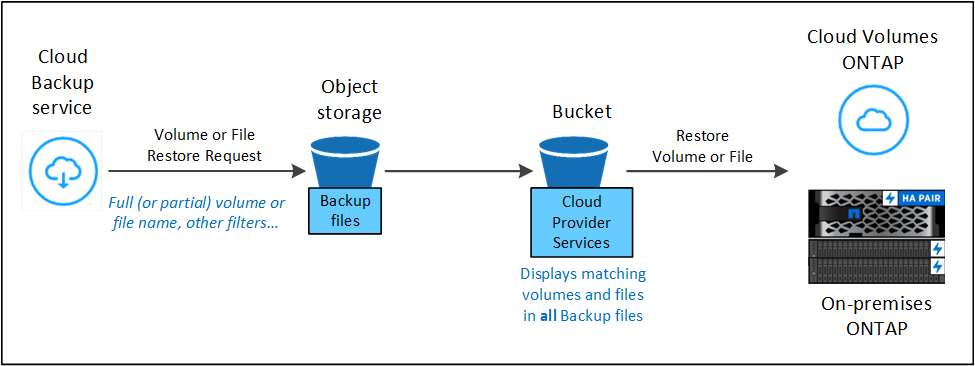 Cloud
Backup
service
Volume or File
Restore Request
Full (or partial) volume or
file name, other filters...
Object
storage
Backup
files
Bucket
Cloud
Provider
Services
Displays matching
volumes and files
in all Backup files
Restore
Volume or File
Cloud Volumes
ONTAP
HA PAIR
On-premises
ONTAP